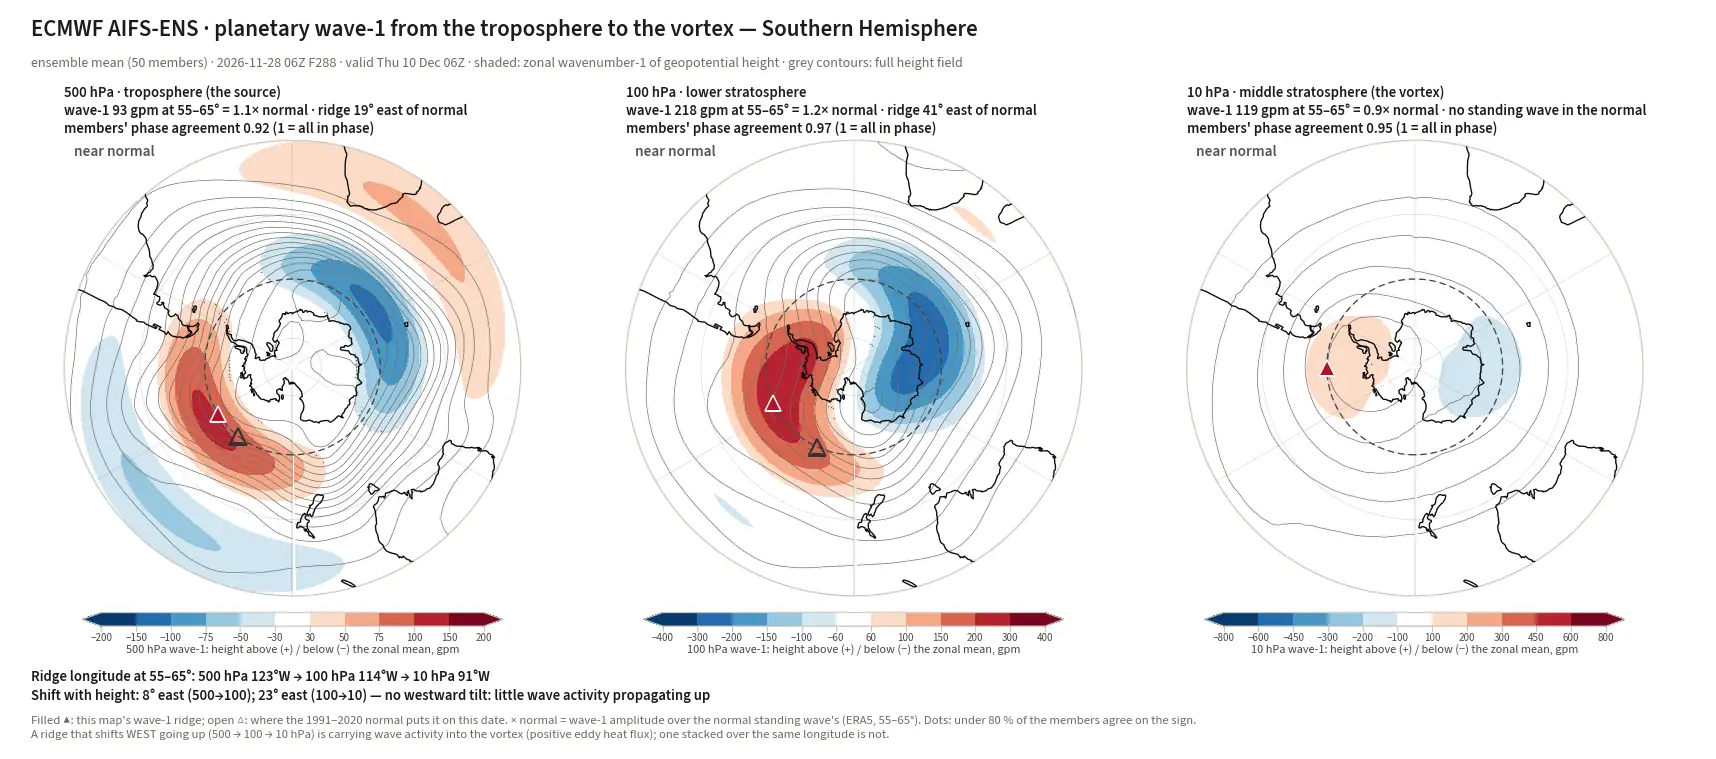 ECMWF AIFS-ENS · planetary wave-1 from the troposphere to the vortex — Southern Hemisphere
ensemble mean (50 members) · 2026-11-28 06Z F288 · valid Thu 10 Dec 06Z · shaded: zonal wavenumber-1 of geopotential height · grey contours: full height field
500 hPa · troposphere (the source)
wave-1 93 gpm at 55–65° = 1.1× normal · ridge 19° east of normal
members' phase agreement 0.92 (1 = all in phase)
near normal
100 hPa · lower stratosphere
wave-1 218 gpm at 55–65° = 1.2× normal · ridge 41° east of normal
members' phase agreement 0.97 (1 = all in phase)
near normal
10 hPa · middle stratosphere (the vortex)
wave-1 119 gpm at 55–65° = 0.9× normal · no standing wave in the normal
members' phase agreement 0.95 (1 = all in phase)
near normal
−200 −150 −100 −75 −50 −30 30 50 75 100 150 200
500 hPa wave-1: height above (+) / below (−) the zonal mean, gpm
−400 −300 −200 −150 −100 −60 60 100 150 200 300 400
100 hPa wave-1: height above (+) / below (−) the zonal mean, gpm
−800 −600 −450 −300 −200 −100 100 200 300 450 600 800
10 hPa wave-1: height above (+) / below (−) the zonal mean, gpm
Ridge longitude at 55–65°: 500 hPa 123°W → 100 hPa 114°W → 10 hPa 91°W
Shift with height: 8° east (500→100); 23° east (100→10) — no westward tilt: little wave activity propagating up
Filled ▲: this map's wave-1 ridge; open △: where the 1991–2020 normal puts it on this date. × normal = wave-1 amplitude over the normal standing wave's (ERA5, 55–65°). Dots: under 80 % of the members agree on the sign.
A ridge that shifts WEST going up (500 → 100 → 10 hPa) is carrying wave activity into the vortex (positive eddy heat flux); one stacked over the same longitude is not.